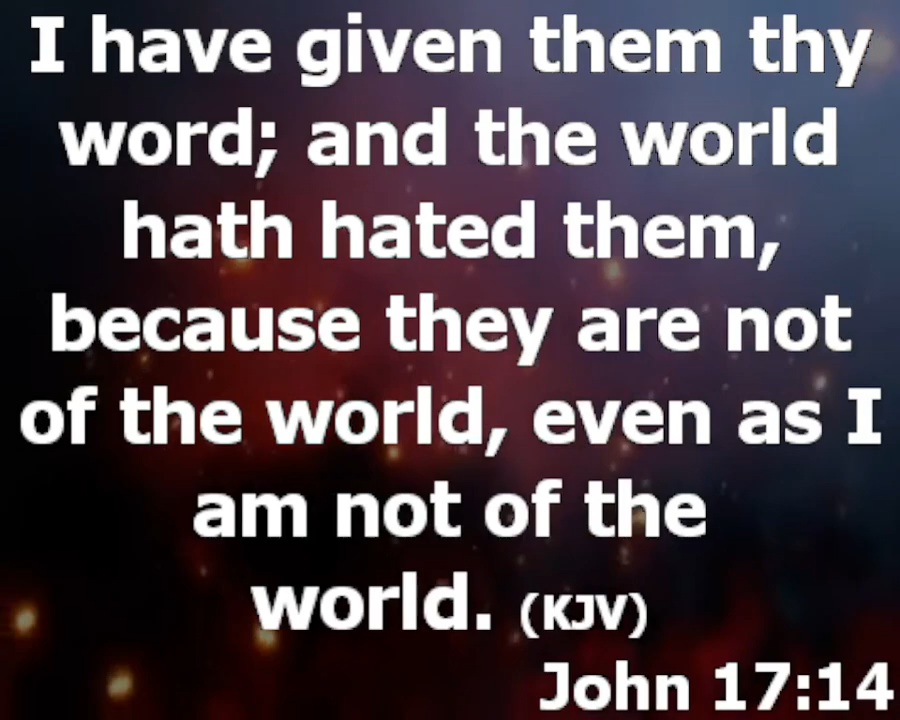 I have given them thy
word; and the world
hath hated them,
because they are not
of the world, even as I
am not of the
world. (KJV)
John 17:14